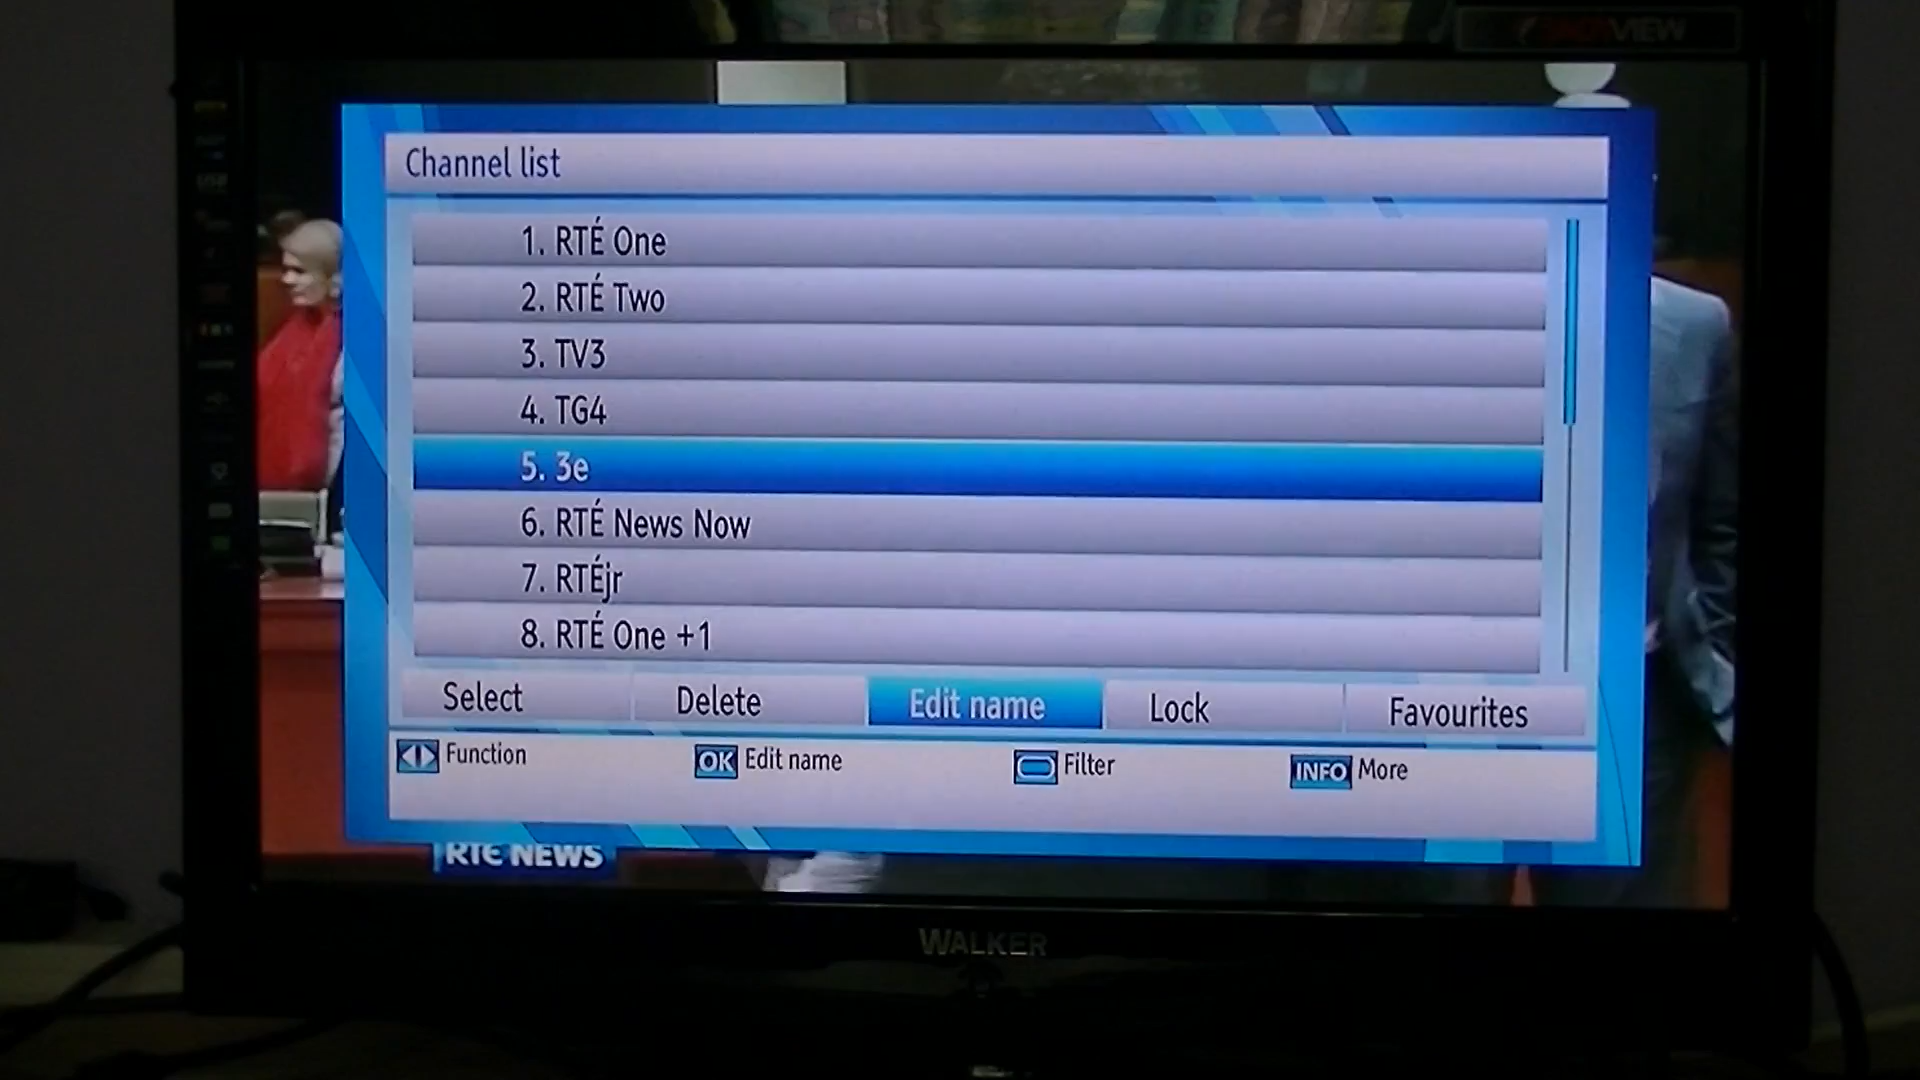 VIEW
Channel list
1. RTÉ One
2. RTÉ Two
3. TV3
4. TG4
5. 3e
6. RTÉ News Now
7. RTÉjr
8. RTÉ One +1
Select Delete Edit name Lock Favourites
Function OK Edit name Filter INFO More
RTÉ NEWS
WALKER